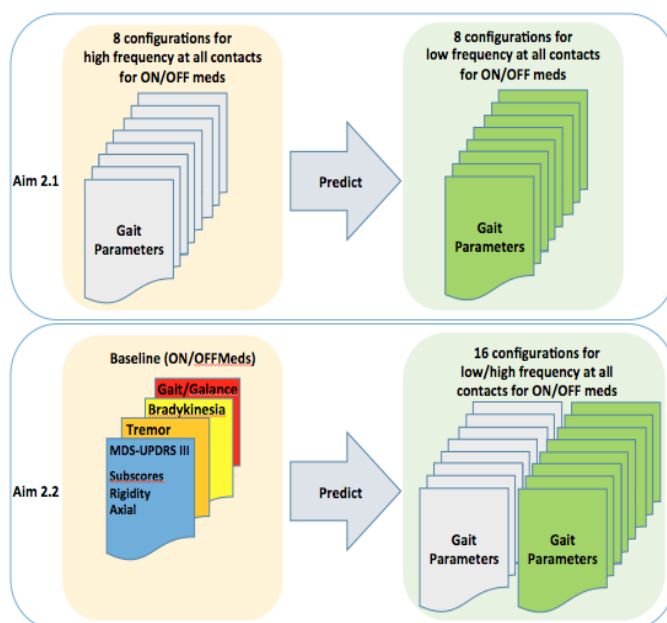 8 configurations for
high frequency at all contacts
for ON/OFF meds
8 configurations for
low frequency at all contacts
for ON/OFF meds
Aim 2.1
Gait
Parameters
Predict
Gait
Parameters
Baseline (ON/OFFMeds)
16 configurations for
low/high frequency at all
contacts for ON/OFF meds
Gait/Galance
Bradykinesia
Tremor
MDS-UPDRS III
Subscores
Rigidity
Axial
Aim 2.2
Predict
Gait
Parameters
Gait
Parameters